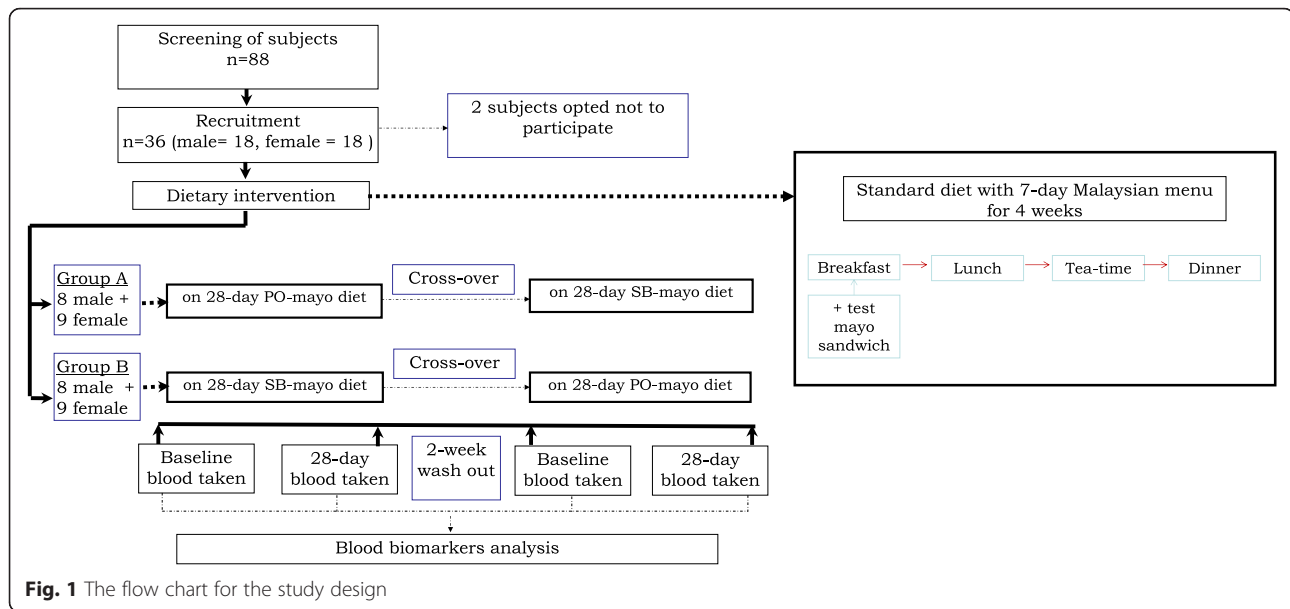 Screening of subjects
n=88
Recruitment
n=36 (male= 18, female = 18 )
2 subjects opted not to
participate
Dietary intervention
Standard diet with 7-day Malaysian menu
for 4 weeks
Breakfast
Lunch
Tea-time
Dinner
+ test
mayo
sandwich
Group A
8 male +
9 female
on 28-day PO-mayo diet
Cross-over
on 28-day SB-mayo diet
Group B
8 male +
9 female
on 28-day SB-mayo diet
Cross-over
on 28-day PO-mayo diet
Baseline
blood taken
28-day
blood taken
2-week
wash out
Baseline
blood taken
28-day
blood taken
Blood biomarkers analysis
Fig. 1 The flow chart for the study design